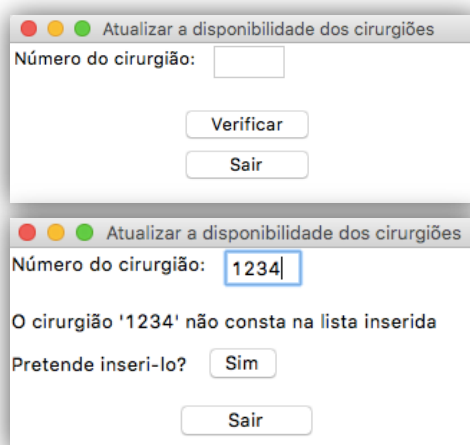 Atualizar a disponibilidade dos cirurgiões
Número do cirurgião:
Verificar
Sair
Atualizar a disponibilidade dos cirurgiões
Número do cirurgião: 1234
O cirurgião '1234' não consta na lista inserida
Pretende inseri-lo? Sim
Sair